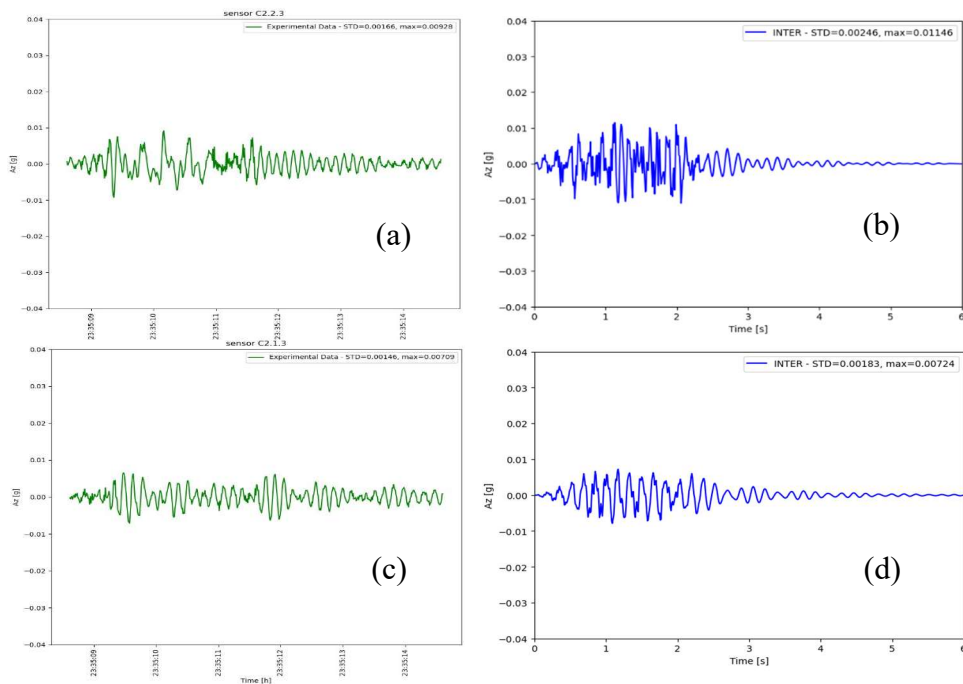 sensor C2.2.3
Experimental Data - STD=0.00166, max=0.00928
0.04
0.03
0.02
0.01
0.00
−0.01
−0.02
−0.03
−0.04
Az [g]
23:35:09
23:35:10
23:35:11
23:35:12
23:35:13
23:35:14
(a)
INTER - STD=0.00246, max=0.01146
0.04
0.03
0.02
0.01
0.00
−0.01
−0.02
−0.03
−0.04
Az [g]
0 1 2 3 4 5 6
Time [s]
(b)
sensor C2.1.3
Experimental Data - STD=0.00146, max=0.00709
0.04
0.03
0.02
0.01
0.00
−0.01
−0.02
−0.03
−0.04
Az [g]
23:35:09
23:35:10
23:35:11
23:35:12
23:35:13
23:35:14
Time [h]
(c)
INTER - STD=0.00183, max=0.00724
0.04
0.03
0.02
0.01
0.00
−0.01
−0.02
−0.03
−0.04
Az [g]
0 1 2 3 4 5 6
Time [s]
(d)